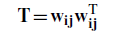 T = w_ij w_ij^T